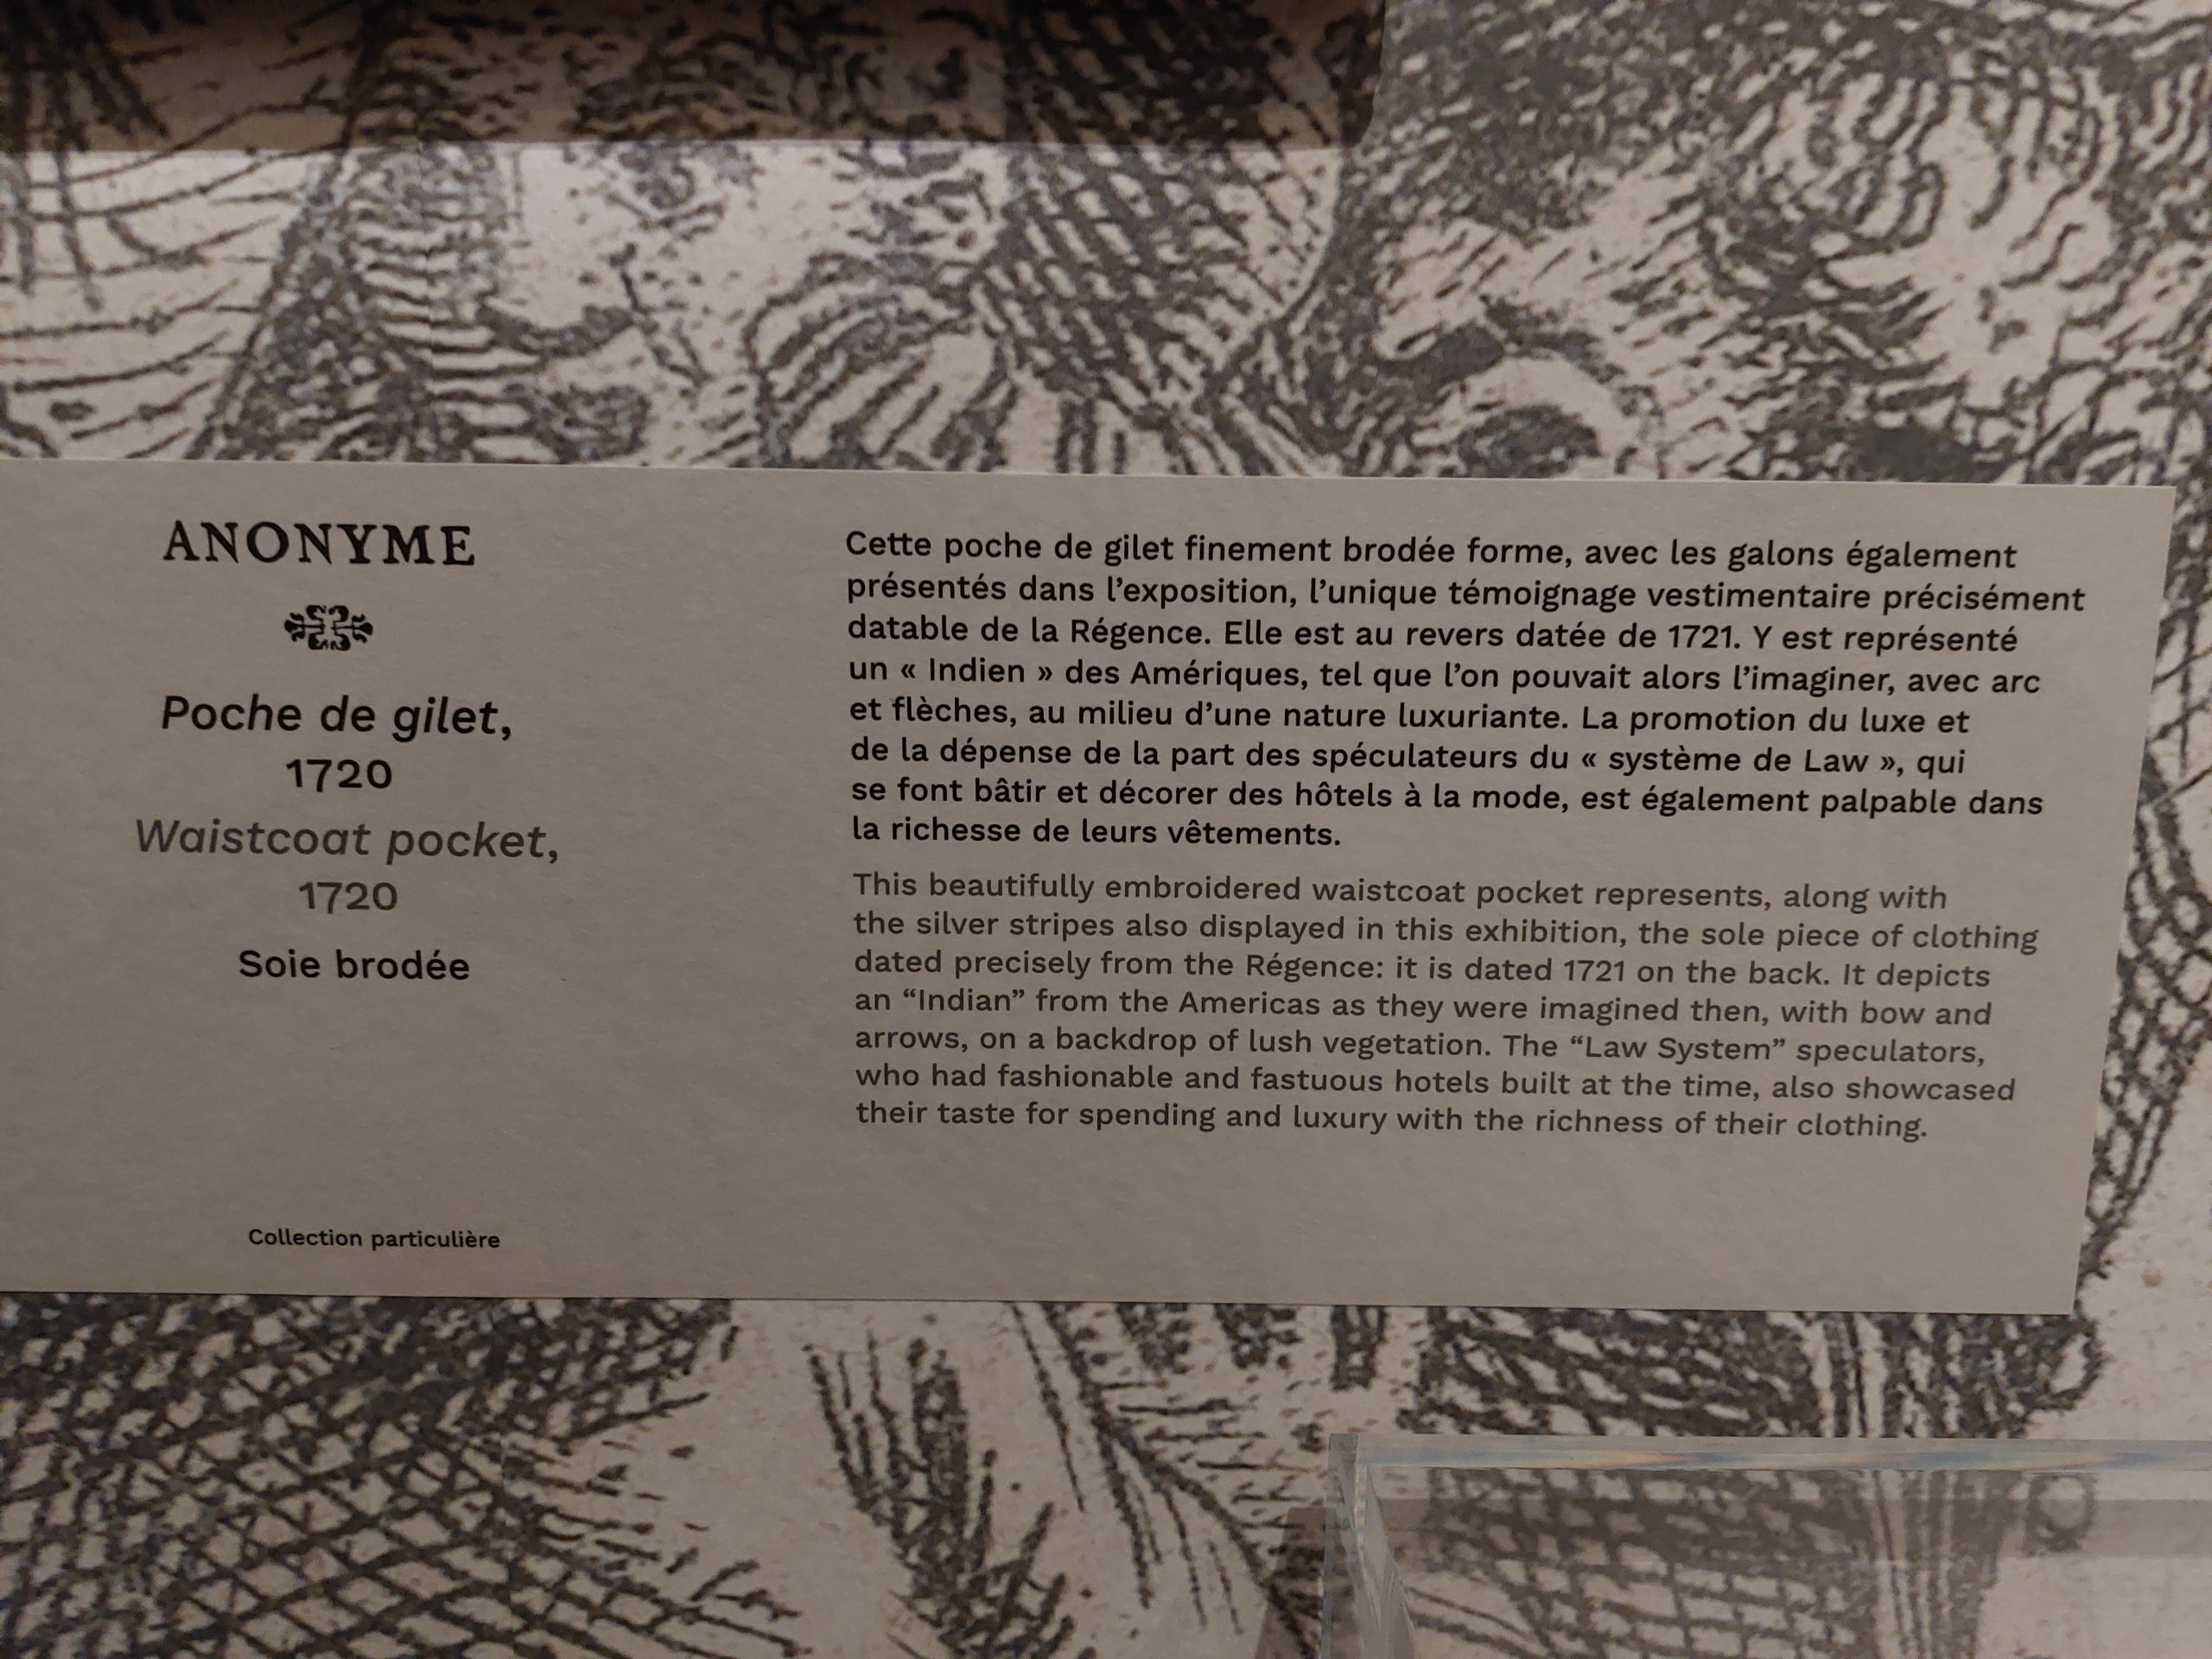 ANONYME
Poche de gilet,
1720
Waistcoat pocket,
1720
Soie brodée
Collection particulière
Cette poche de gilet finement brodée forme, avec les galons également
présentés dans l’exposition, l’unique témoignage vestimentaire précisément
datable de la Régence. Elle est au revers datée de 1721. Y est représenté
un « Indien » des Amériques, tel que l’on pouvait alors l’imaginer, avec arc
et flèches, au milieu d’une nature luxuriante. La promotion du luxe et
de la dépense de la part des spéculateurs du « système de Law », qui
se font bâtir et décorer des hôtels à la mode, est également palpable dans
la richesse de leurs vêtements.
This beautifully embroidered waistcoat pocket represents, along with
the silver stripes also displayed in this exhibition, the sole piece of clothing
dated precisely from the Régence: it is dated 1721 on the back. It depicts
an “Indian” from the Americas as they were imagined then, with bow and
arrows, on a backdrop of lush vegetation. The “Law System” speculators,
who had fashionable and fastuous hotels built at the time, also showcased
their taste for spending and luxury with the richness of their clothing.